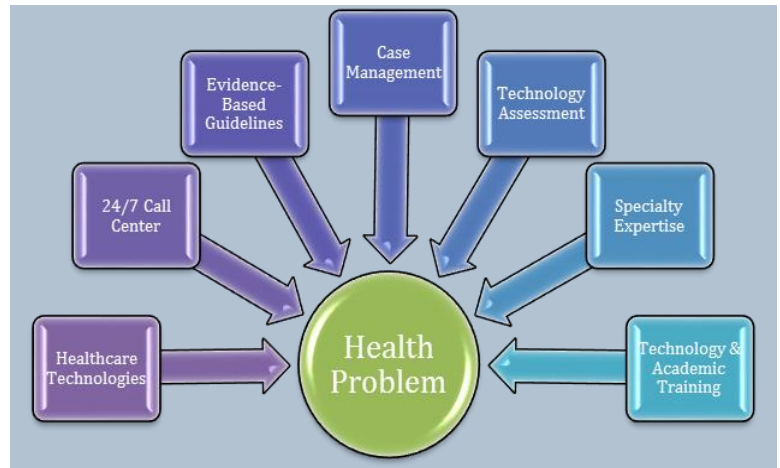 Case
Management
Evidence-
Based
Guidelines
Technology
Assessment
24/7 Call
Center
Specialty
Expertise
Healthcare
Technologies
Health
Problem
Technology &
Academic
Training